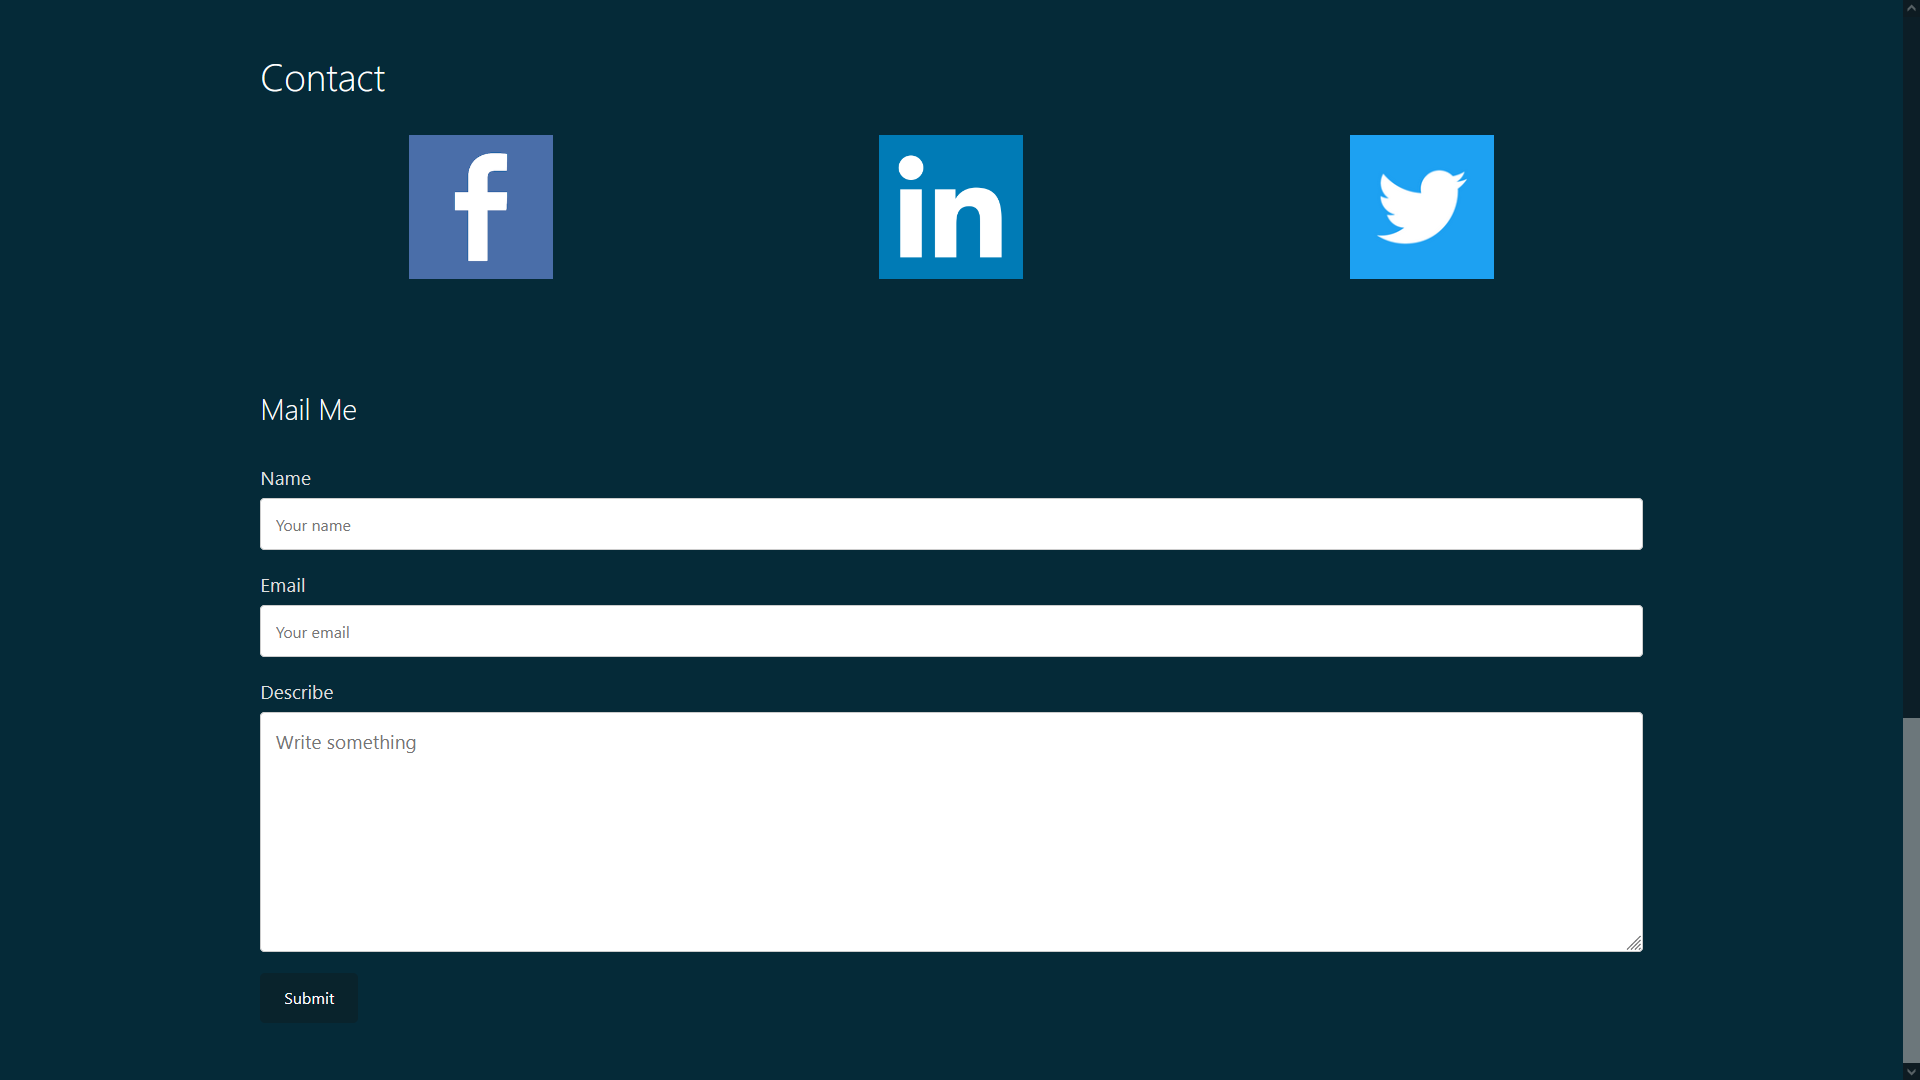 Contact
f
in
Mail Me
Name
Your name
Email
Your email
Describe
Write something
Submit